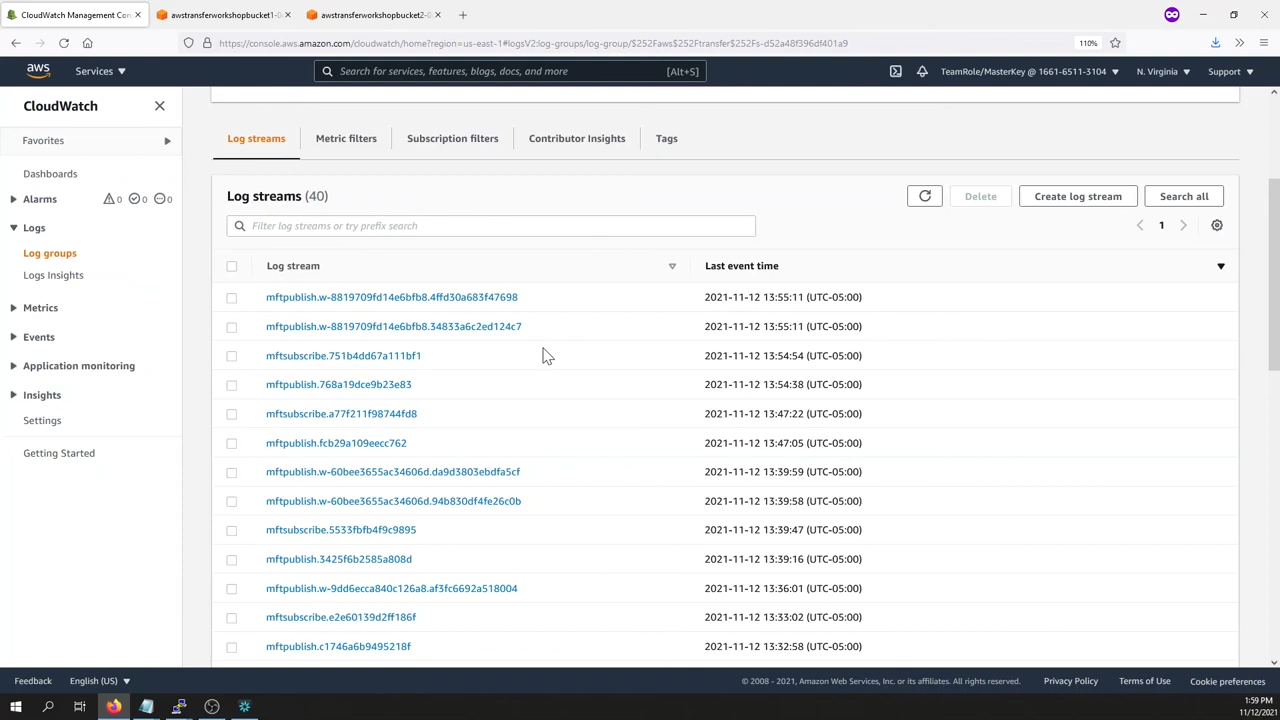 CloudWatch Management Con
awstransferworkshopbucket1-0
awstransferworkshopbucket2-0
https://console.aws.amazon.com/cloudwatch/home?region=us-east-1#logsV2:log-groups/log-group/$252Faws$252Ftransfer$252Fs-d52a48f396df401a9
110%
aws
Services
Search for services, features, blogs, docs, and more
[Alt+S]
TeamRole/MasterKey @ 1661-6511-3104
N. Virginia
Support
CloudWatch
Favorites
Dashboards
Alarms
0
0
0
Logs
Log groups
Logs Insights
Metrics
Events
Application monitoring
Insights
Settings
Getting Started
Log streams
Metric filters
Subscription filters
Contributor Insights
Tags
Log streams (40)
Delete
Create log stream
Search all
Filter log streams or try prefix search
1
Log stream
Last event time
mftpublish.w-8819709fd14e6bfb8.4ffd30a683f47698 2021-11-12 13:55:11 (UTC-05:00)
mftpublish.w-8819709fd14e6bfb8.34833a6c2ed124c7 2021-11-12 13:55:11 (UTC-05:00)
mftsubscribe.751b4dd67a111bf1 2021-11-12 13:54:54 (UTC-05:00)
mftpublish.768a19dce9b23e83 2021-11-12 13:54:38 (UTC-05:00)
mftsubscribe.a77f211f98744fd8 2021-11-12 13:47:22 (UTC-05:00)
mftpublish.fcb29a109eecc762 2021-11-12 13:47:05 (UTC-05:00)
mftpublish.w-60bee3655ac34606d.da9d3803ebdfa5cf 2021-11-12 13:39:59 (UTC-05:00)
mftpublish.w-60bee3655ac34606d.94b830df4fe26c0b 2021-11-12 13:39:58 (UTC-05:00)
mftsubscribe.5533fbfb4f9c9895 2021-11-12 13:39:47 (UTC-05:00)
mftpublish.3425f6b2585a808d 2021-11-12 13:39:16 (UTC-05:00)
mftpublish.w-9dd6ecca840c126a8.af3fc6692a518004 2021-11-12 13:36:01 (UTC-05:00)
mftsubscribe.e2e60139d2ff186f 2021-11-12 13:33:02 (UTC-05:00)
mftpublish.c1746a6b9495218f 2021-11-12 13:32:58 (UTC-05:00)
Feedback
English (US)
© 2008 - 2021, Amazon Web Services, Inc. or its affiliates. All rights reserved.
Privacy Policy
Terms of Use
Cookie preferences
1:59 PM
11/12/2021